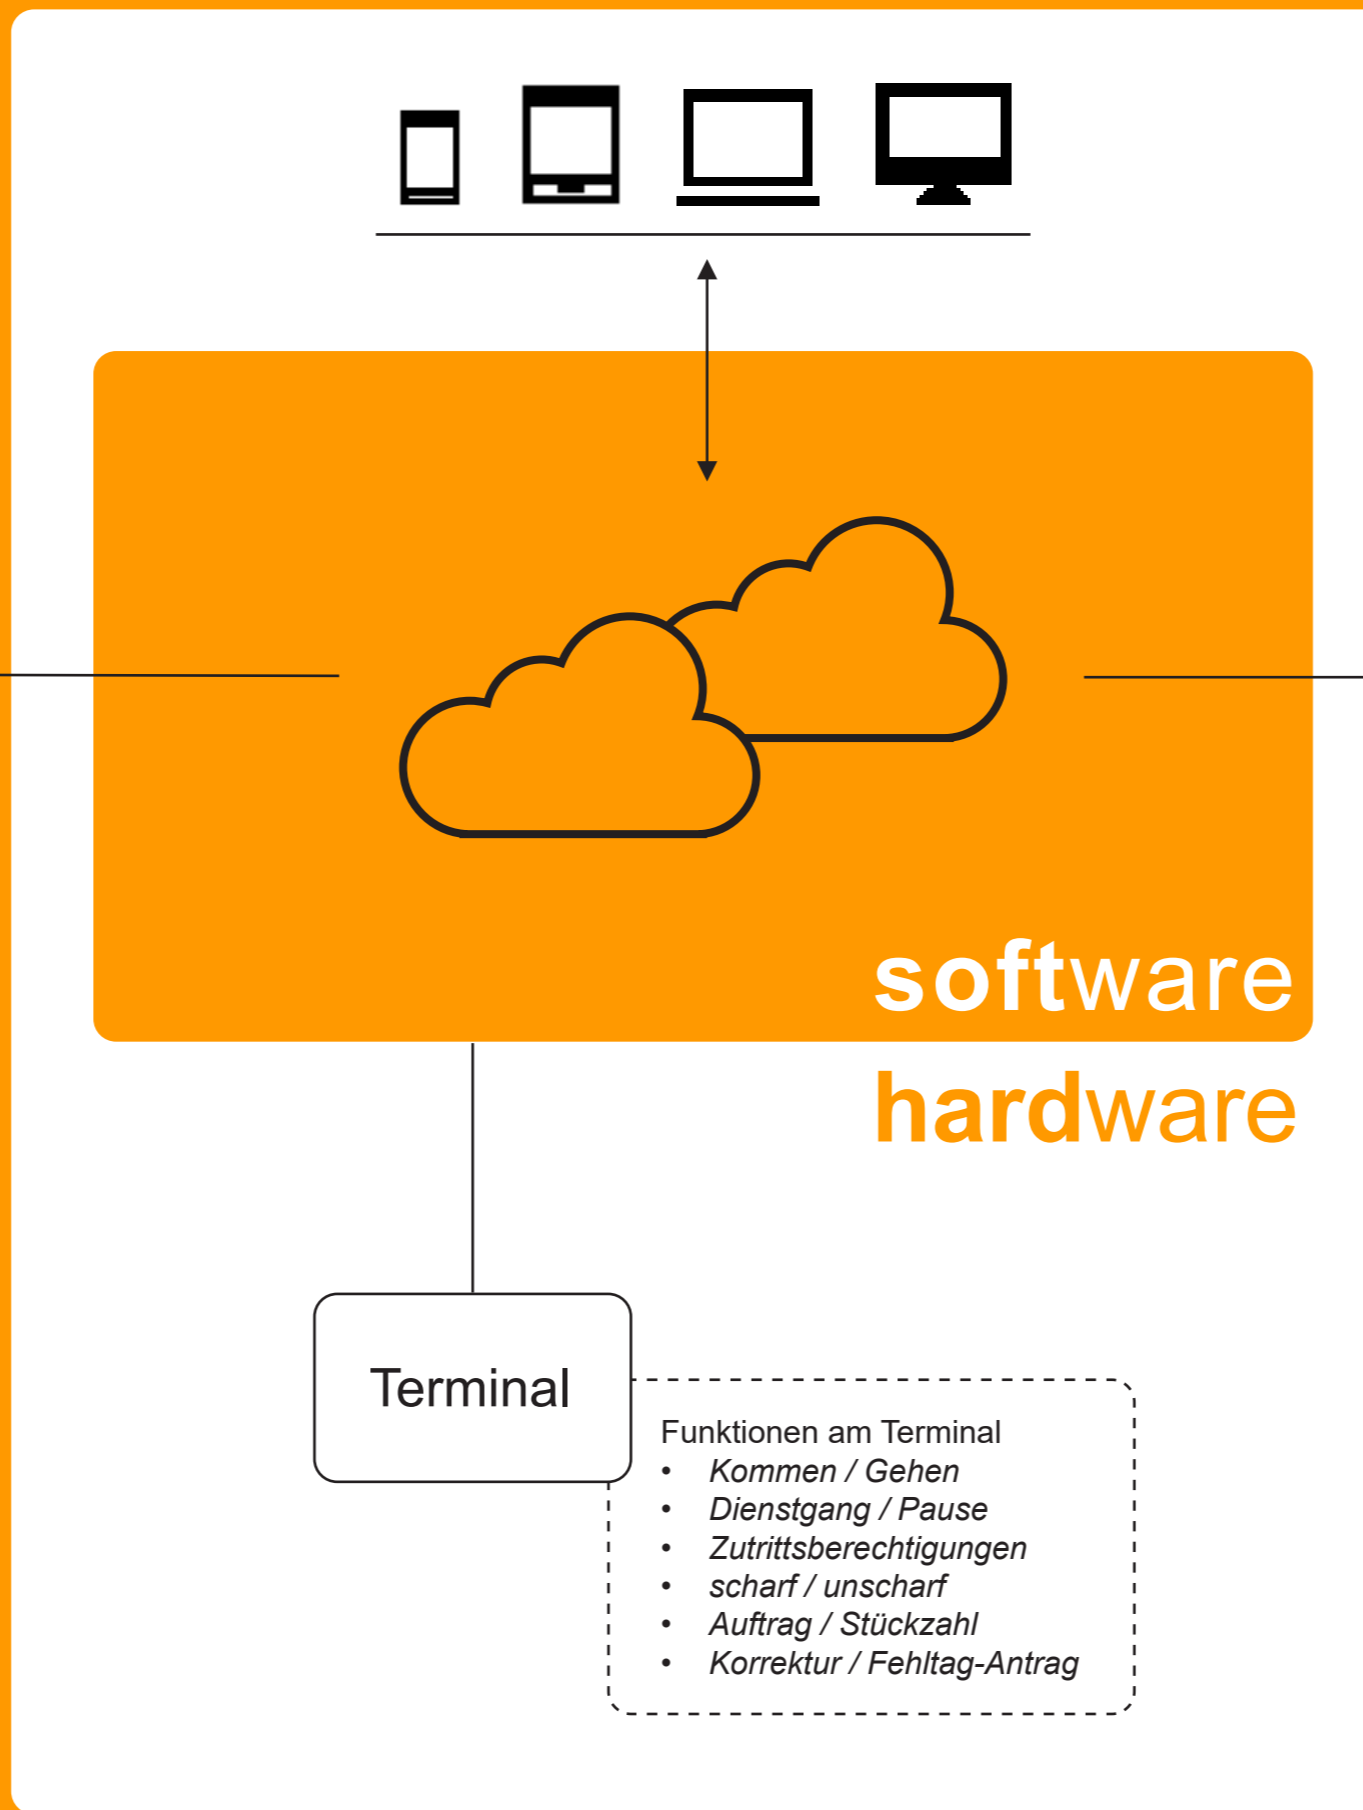 software
hardware
Terminal
Funktionen am Terminal
• Kommen / Gehen
• Dienstgang / Pause
• Zutrittsberechtigungen
• scharf / unscharf
• Auftrag / Stückzahl
• Korrektur / Fehltag-Antrag